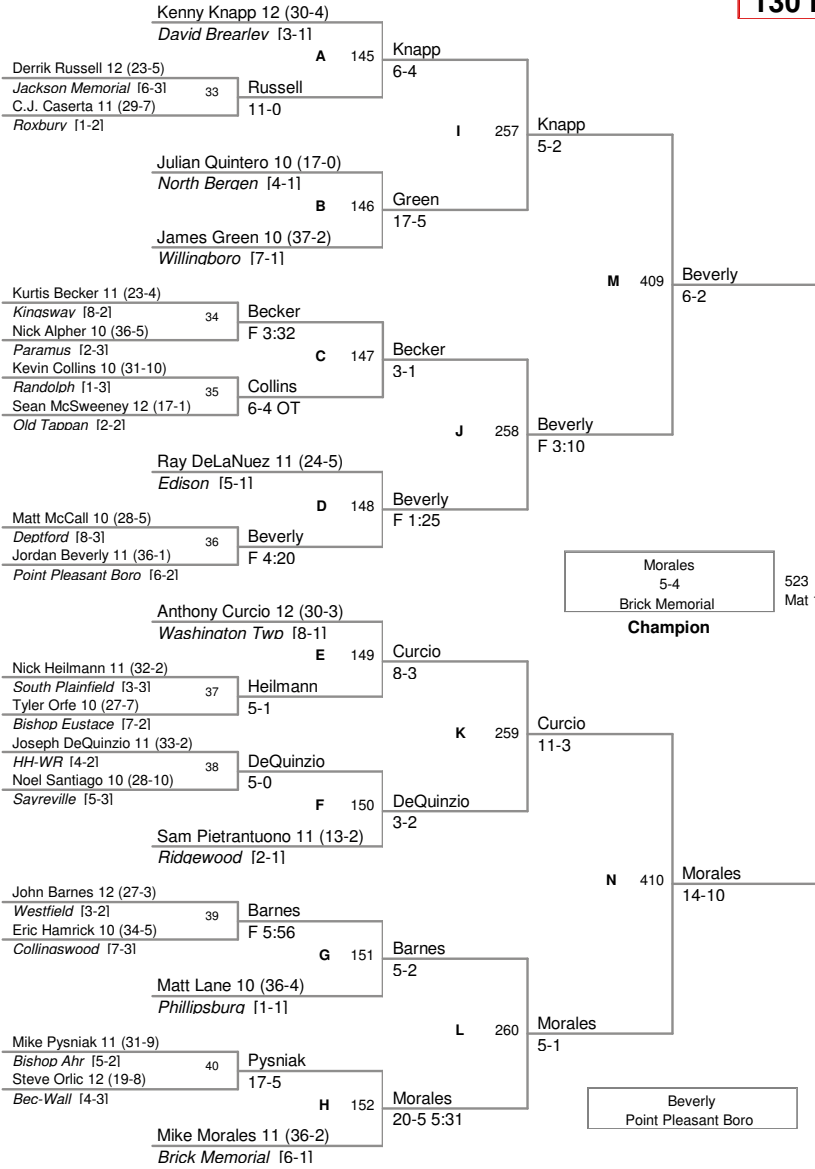 130
Kenny Knapp 12 (30-4)
David Brearley [3-1]
A 145
Knapp
6-4
Derrik Russell 12 (23-5)
Jackson Memorial [6-3]
33
Russell
11-0
C.J. Caserta 11 (29-7)
Roxbury [1-2]
I 257
Knapp
5-2
Julian Quintero 10 (17-0)
North Bergen [4-1]
B 146
Green
17-5
James Green 10 (37-2)
Willingboro [7-1]
M 409
Beverly
6-2
Kurtis Becker 11 (23-4)
Kingsway [8-2]
34
Becker
F 3:32
Nick Alpher 10 (36-5)
Paramus [2-3]
C 147
Becker
3-1
Kevin Collins 10 (31-10)
Randolph [1-3]
35
Collins
6-4 OT
Sean McSweeney 12 (17-1)
Old Tappan [2-2]
J 258
Beverly
F 3:10
Ray DeLaNuez 11 (24-5)
Edison [5-1]
D 148
Beverly
F 1:25
Matt McCall 10 (28-5)
Deptford [8-3]
36
Beverly
F 4:20
Jordan Beverly 11 (36-1)
Point Pleasant Boro [6-2]
Morales
5-4
Brick Memorial
523
Mat
Champion
Anthony Curcio 12 (30-3)
Washington Twp [8-1]
E 149
Curcio
8-3
Nick Heilmann 11 (32-2)
South Plainfield [3-3]
37
Heilmann
5-1
Tyler Orfe 10 (27-7)
Bishop Eustace [7-2]
K 259
Curcio
11-3
Joseph DeQuinzio 11 (33-2)
HH-WR [4-2]
38
DeQuinzio
5-0
Noel Santiago 10 (28-10)
Sayreville [5-3]
F 150
DeQuinzio
3-2
Sam Pietrantuono 11 (13-2)
Ridgewood [2-1]
N 410
Morales
14-10
John Barnes 12 (27-3)
Westfield [3-2]
39
Barnes
F 5:56
Eric Hamrick 10 (34-5)
Collingswood [7-3]
G 151
Barnes
5-2
Matt Lane 10 (36-4)
Phillipsburg [1-1]
L 260
Morales
5-1
Mike Pysniak 11 (31-9)
Bishop Ahr [5-2]
40
Pysniak
17-5
Steve Orlic 12 (19-8)
Bec-Wall [4-3]
H 152
Morales
20-5 5:31
Mike Morales 11 (36-2)
Brick Memorial [6-1]
Beverly
Point Pleasant Boro